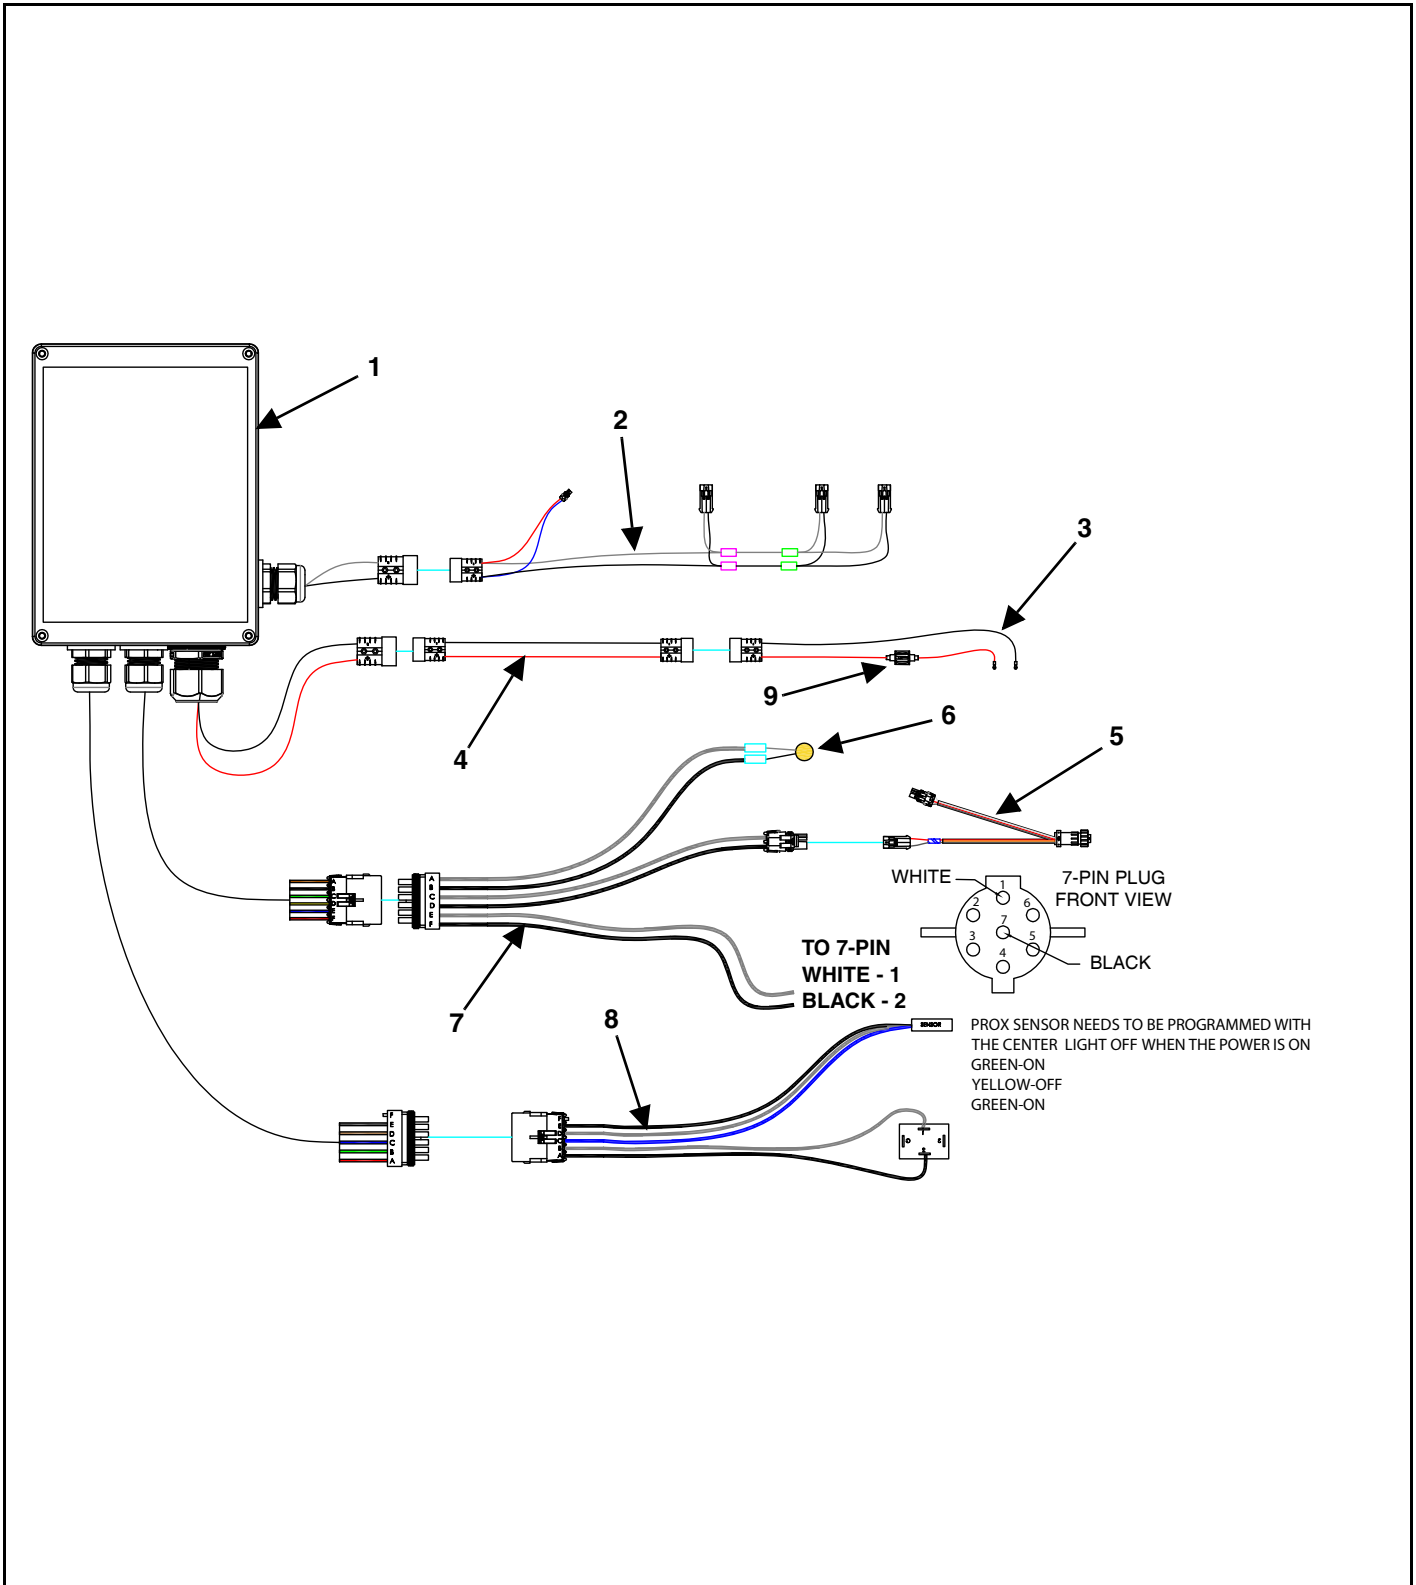 1
2
3
4
9
6
5
WHITE
7-PIN PLUG
FRONT VIEW
1
2
6
7
3
5
4
BLACK
A
B
C
D
E
F
TO 7-PIN
WHITE - 1
BLACK - 2
7
8
SENSOR
PROX SENSOR NEEDS TO BE PROGRAMMED WITH
THE CENTER LIGHT OFF WHEN THE POWER IS ON
GREEN-ON
YELLOW-OFF
GREEN-ON
F
E
D
C
B
A